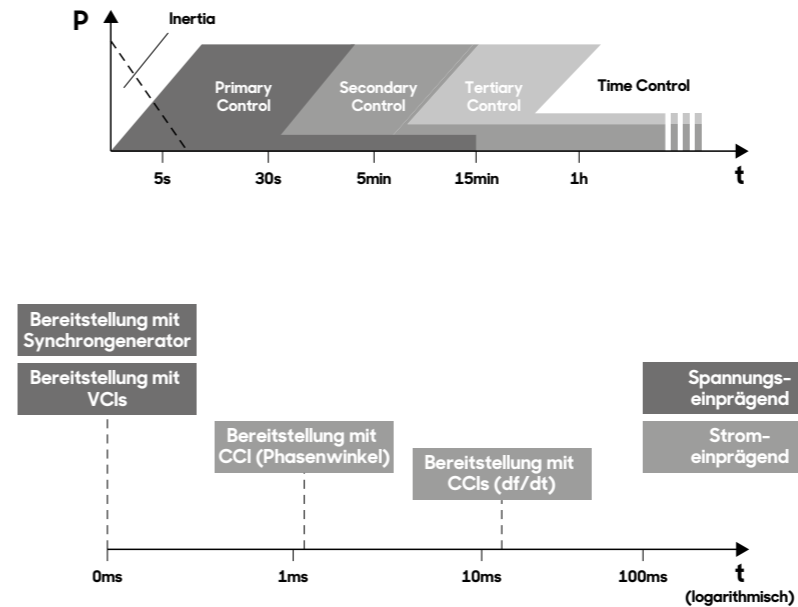 P
Inertia
Primary
Control
Secondary
Control
Tertiary
Control
Time Control
5s
30s
5min
15min
1h
t
Bereitstellung mit
Synchrongenerator
Bereitstellung mit
VCIs
Bereitstellung mit
CCI (Phasenwinkel)
Bereitstellung mit
CCIs (df/dt)
Spannungs-
einprägend
Strom-
einprägend
0ms
1ms
10ms
100ms
t
(logarithmisch)